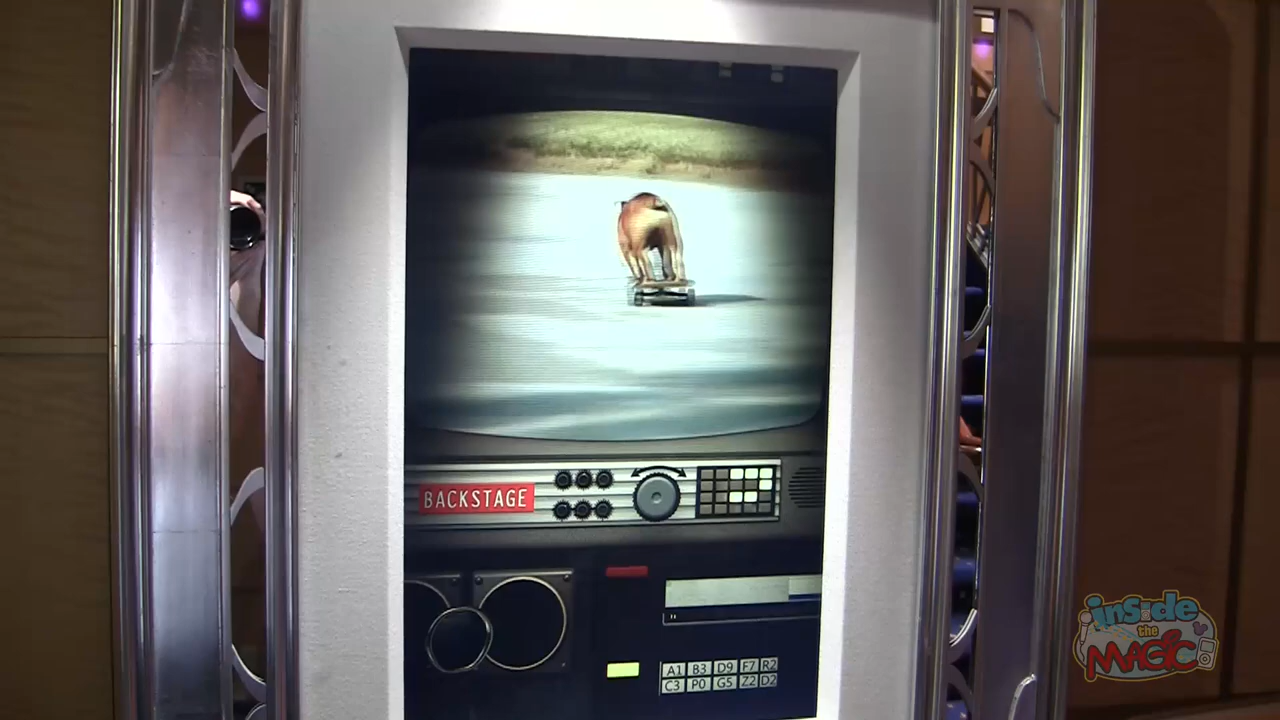 BACKSTAGE
A1 B3 D9 F7 R2
C3 P0 G5 Z2 D2
inside
the
MAGIC